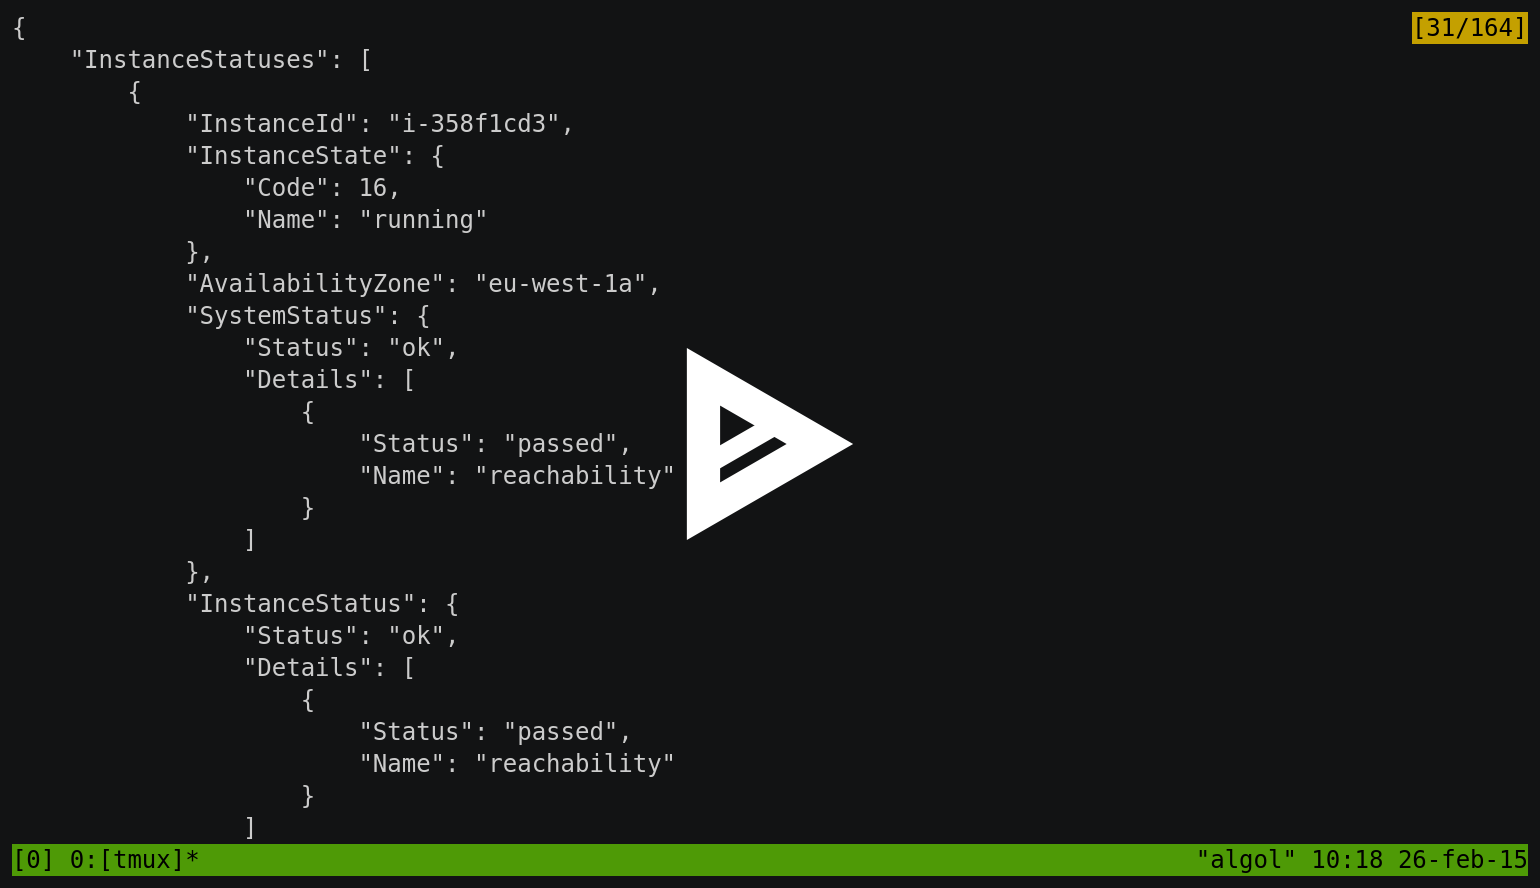 { [31/164]
    "InstanceStatuses": [
        {
            "InstanceId": "i-358f1cd3",
            "InstanceState": {
                "Code": 16,
                "Name": "running"
            },
            "AvailabilityZone": "eu-west-1a",
            "SystemStatus": {
                "Status": "ok",
                "Details": [
                    {
                        "Status": "passed",
                        "Name": "reachability"
                    }
                ]
            },
            "InstanceStatus": {
                "Status": "ok",
                "Details": [
                    {
                        "Status": "passed",
                        "Name": "reachability"
                    }
                ]
[0] 0:[tmux]* "algol" 10:18 26-feb-15